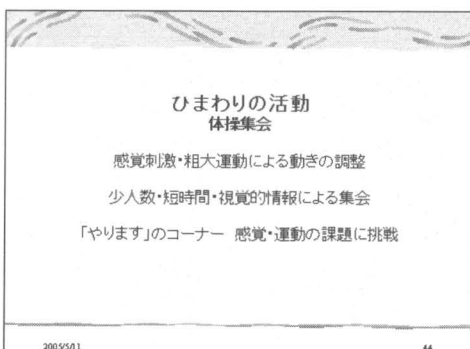 ひまわりの活動
体操集会
感覚刺激・粗大運動による動きの調整
少人数・短時間・視覚的情報による集会
「やります」のコーナー 感覚・運動の課題に挑戦
2005/5/11
44